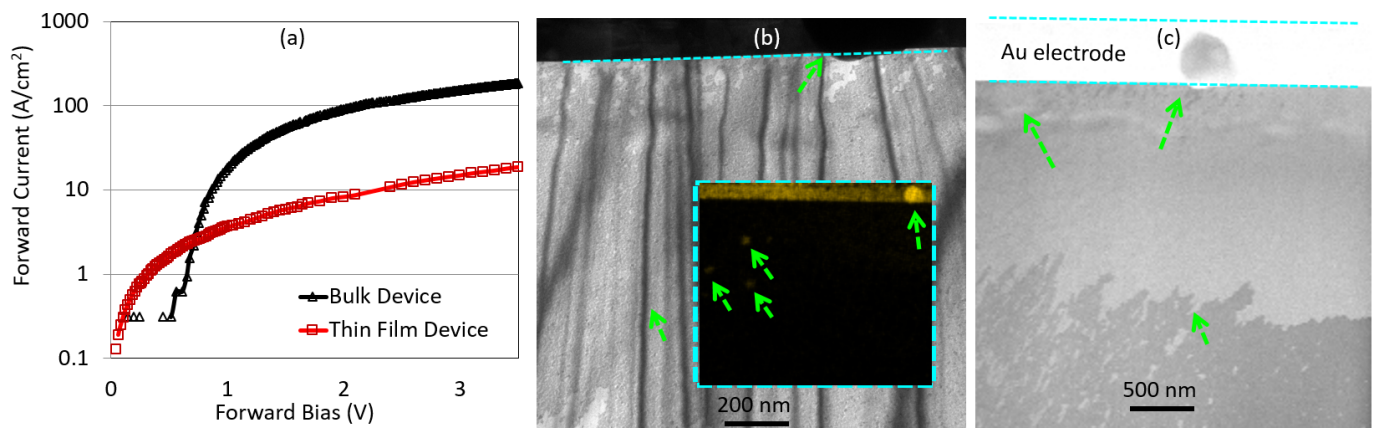 (a)
Forward Current (A/cm²)
1000
100
10
1
0.1
Bulk Device
Thin Film Device
0 1 2 3
Forward Bias (V)
(b)
200 nm
(c)
Au electrode
500 nm